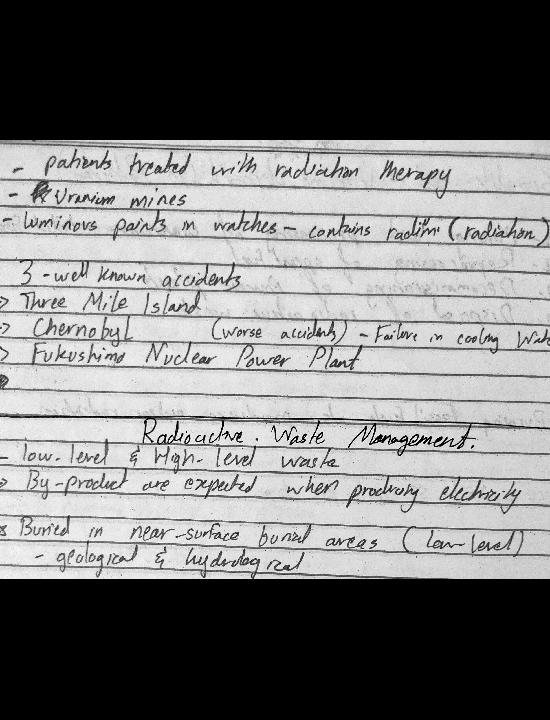 - patients treated with radiation therapy
- Uranium mines
- luminous paints in watches - contains radium (radiation)
3 - well known accidents
> Three Mile Island
> Chernobyl (worse accidents) - Failure in cooling Wat
> Fukushima Nuclear Power Plant
Radioactive. Waste Management.
- low-level & High-level waste
> By-product are expected when producing electricity
* Buried in near-surface burial areas (low-level)
- geological & hydrological